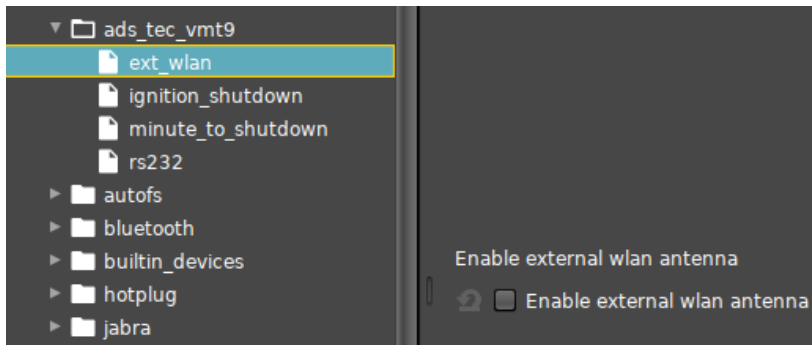 ads_tec_vmt9
ext_wlan
ignition_shutdown
minute_to_shutdown
rs232
autofs
bluetooth
builtin_devices
hotplug
jabra
Enable external wlan antenna
Enable external wlan antenna